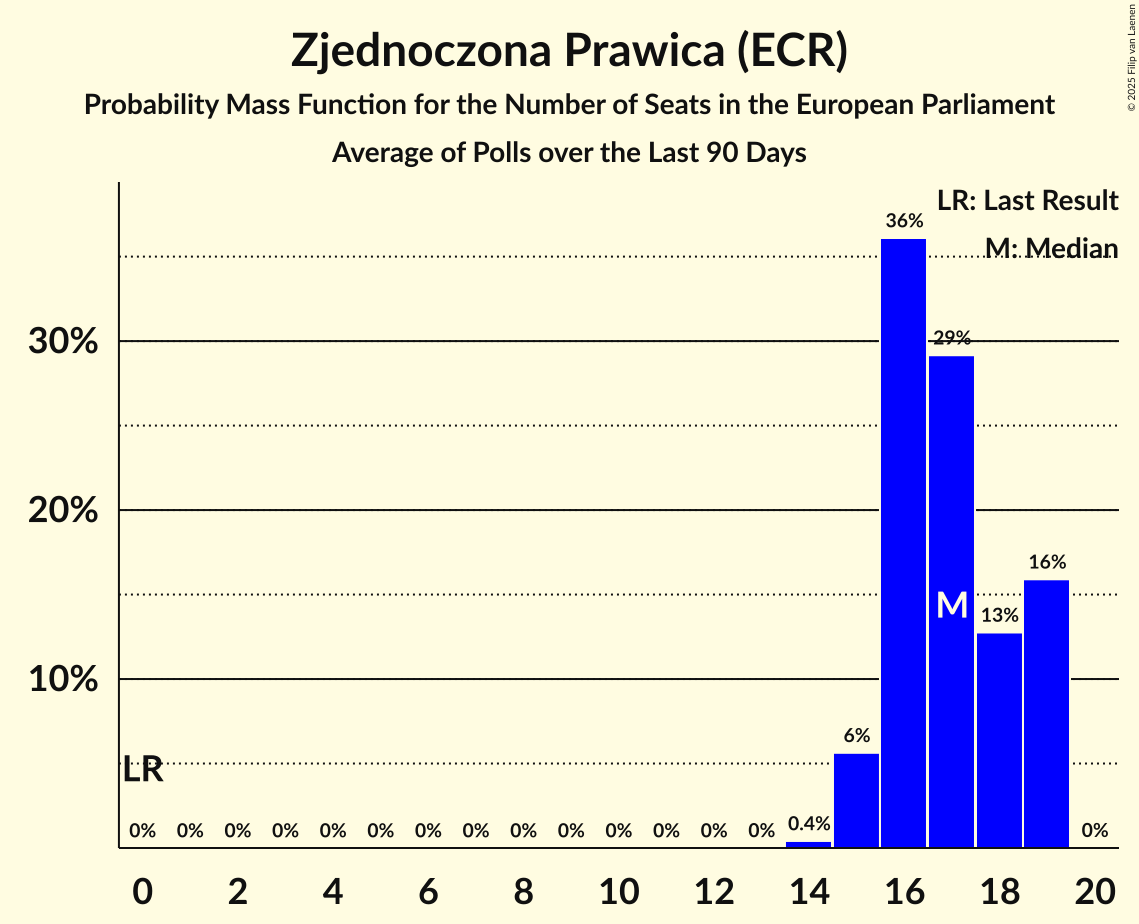 Zjednoczona Prawica (ECR)
Probability Mass Function for the Number of Seats in the European Parliament
Average of Polls over the Last 90 Days
© 2025 Filip van Laenen
LR: Last Result
M: Median
36%
30%
29%
20%
16%
M
13%
10%
6%
LR
0% 0% 0% 0% 0% 0% 0% 0% 0% 0% 0% 0% 0% 0% 0.4% 0%
0 2 4 6 8 10 12 14 16 18 20